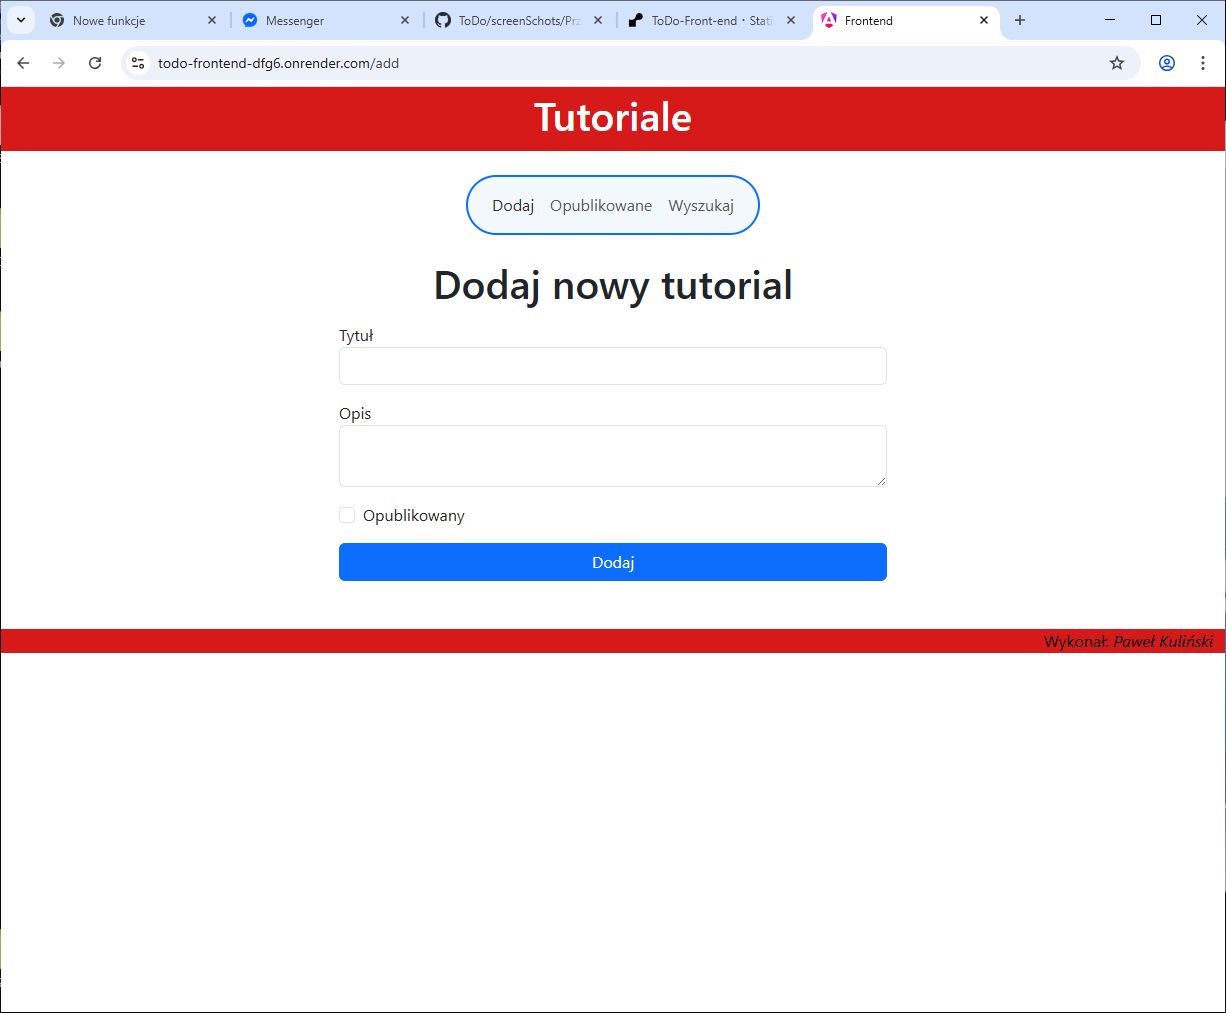 Nowe funkcje
Messenger
ToDo/screenSchots/Prz
ToDo-Front-end · Stati
Frontend
todo-frontend-dfg6.onrender.com/add
Tutoriale
Dodaj Opublikowane Wyszukaj
Dodaj nowy tutorial
Tytuł
Opis
Opublikowany
Dodaj
Wykonał: Paweł Kuliński